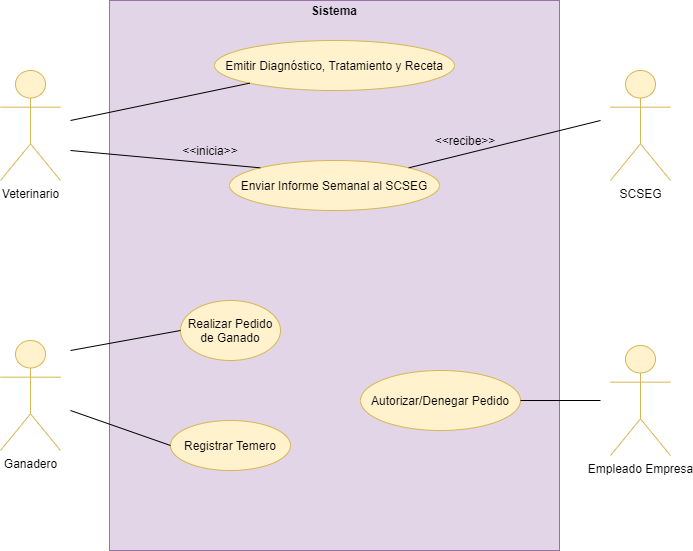 Sistema
Emitir Diagnóstico, Tratamiento y Receta
<<inicia>>
<<recibe>>
Enviar Informe Semanal al SCSEG
Veterinario
SCSEG
Realizar Pedido
de Ganado
Autorizar/Denegar Pedido
Registrar Temero
Ganadero
Empleado Empresa